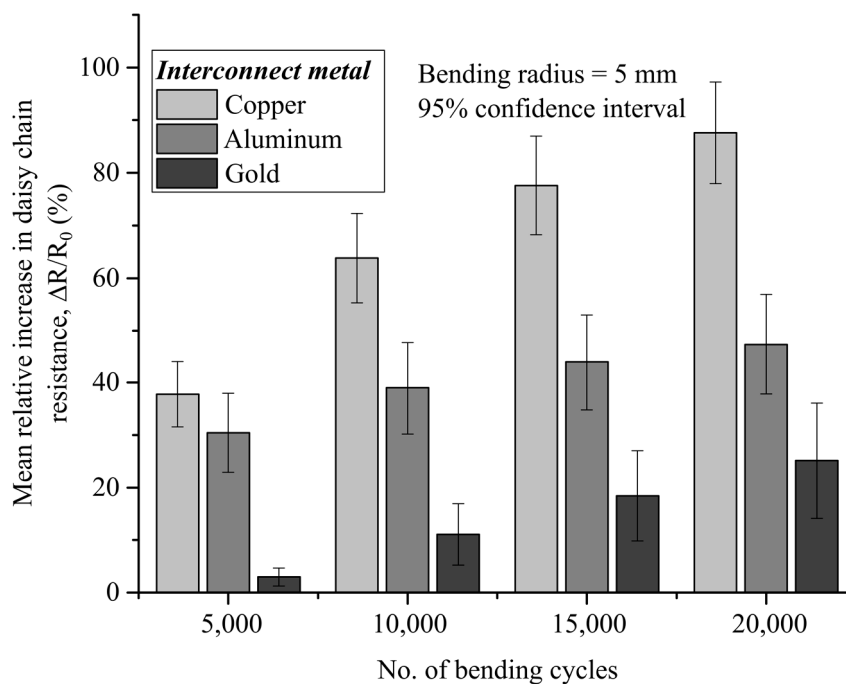 100
80
60
40
20
0
Mean relative increase in daisy chain
resistance, ΔR/R₀ (%)
Interconnect metal
Copper
Aluminum
Gold
Bending radius = 5 mm
95% confidence interval
5,000
10,000
15,000
20,000
No. of bending cycles